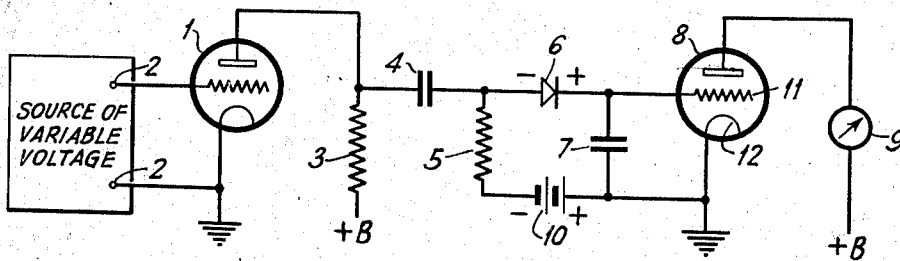 1
2
SOURCE OF
VARIABLE
VOLTAGE
2
3
+B
4
5
- 6 +
7
- 10 +
8
11
12
9
+B